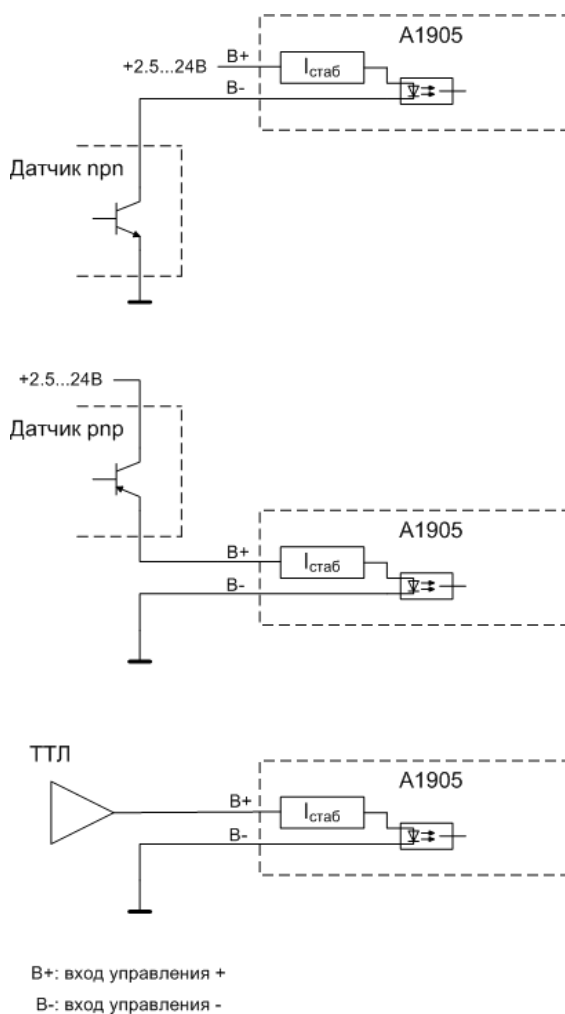 A1905
+2.5...24В
В+
Iстаб
В-
Датчик npn
+2.5...24В
Датчик pnp
A1905
В+
Iстаб
В-
ТТЛ
A1905
В+
Iстаб
В-
В+: вход управления +
В-: вход управления -